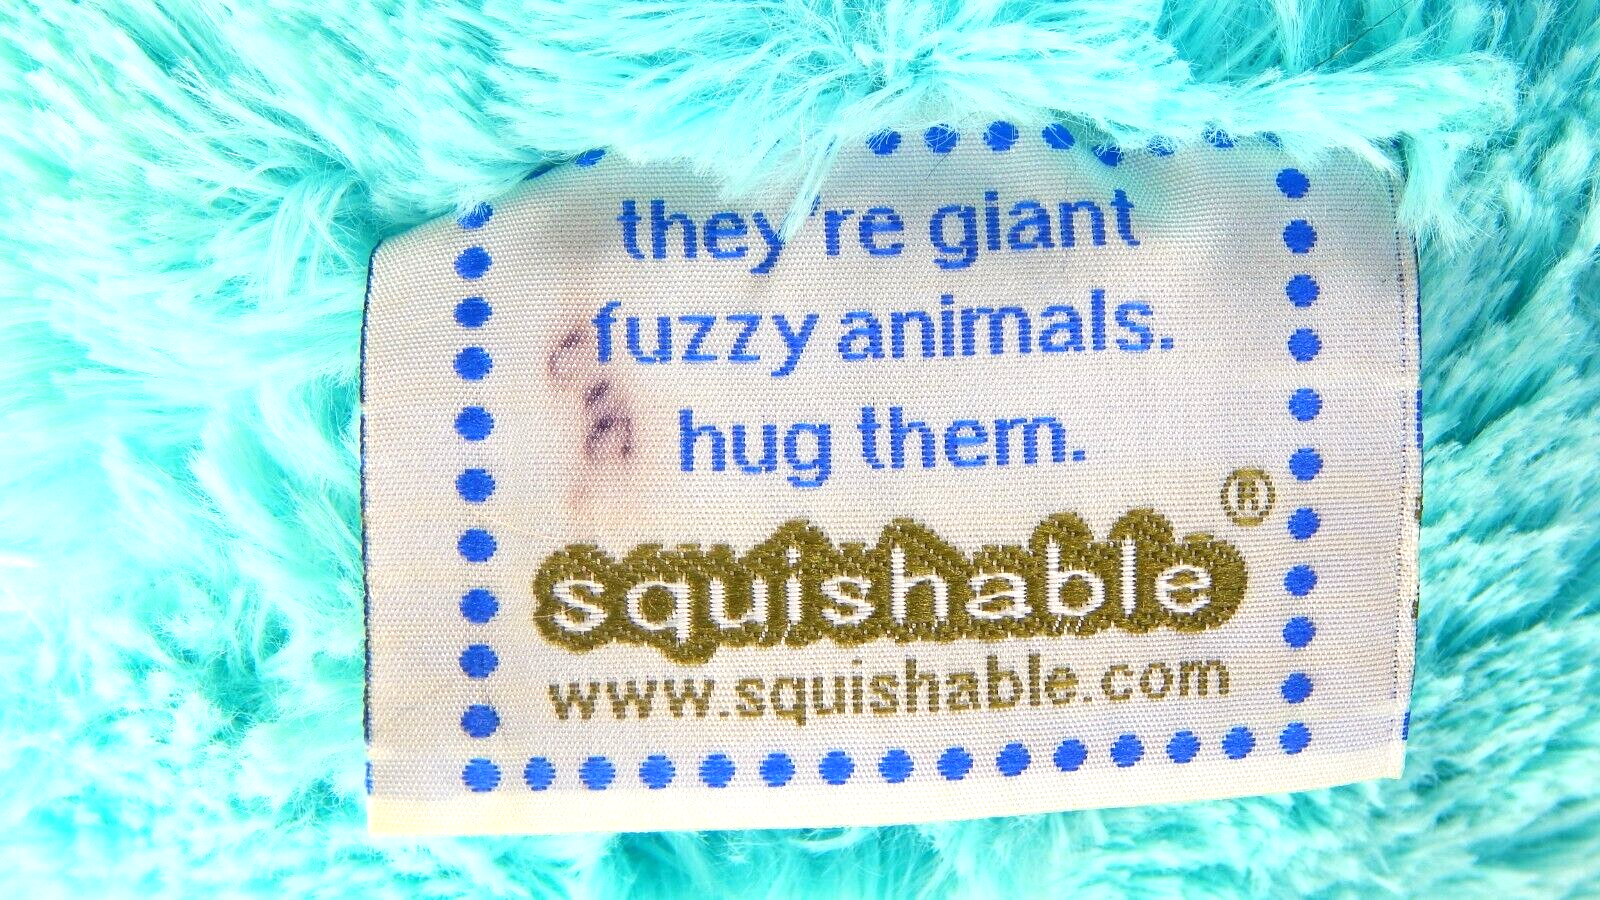 they're giant
fuzzy animals.
hug them.
squishable®
www.squishable.com